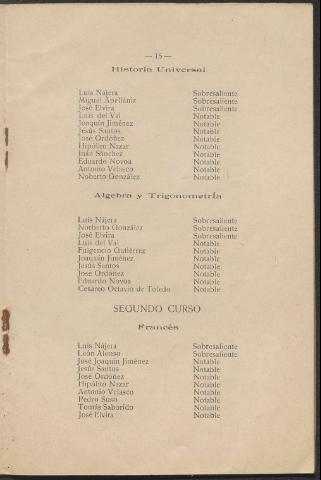 — 15 —
Historia Universal
Luis Nájera Sobresaliente
Miguel Apellániz Sobresaliente
José Elvira Sobresaliente
Luis del Val Notable
Joaquín Jiménez Notable
Jesús Santos Notable
José Ordóñez Notable
Hipólito Nazar Notable
Iván Sánchez Notable
Eduardo Novoa Notable
Antonio Velasco Notable
Noberto González Notable
Algebra y Trigonometría
Luis Nájera Sobresaliente
Norberto González Sobresaliente
José Elvira Sobresaliente
Luis del Val Notable
Fulgencio Gutiérrez Notable
Joaquín Jiménez Notable
Jesús Santos Notable
José Ordóñez Notable
Eduardo Novoa Notable
Cesáreo Octavio de Toledo Notable
SEGUNDO CURSO
Francés
Luis Nájera Sobresaliente
León Alonso Sobresaliente
José Joaquín Jiménez Notable
Jesús Santos Notable
José Ordóñez Notable
Hipólito Nazar Notable
Antonio Velasco Notable
Pedro Suso Notable
Tomás Saborido Notable
José Elvira Notable